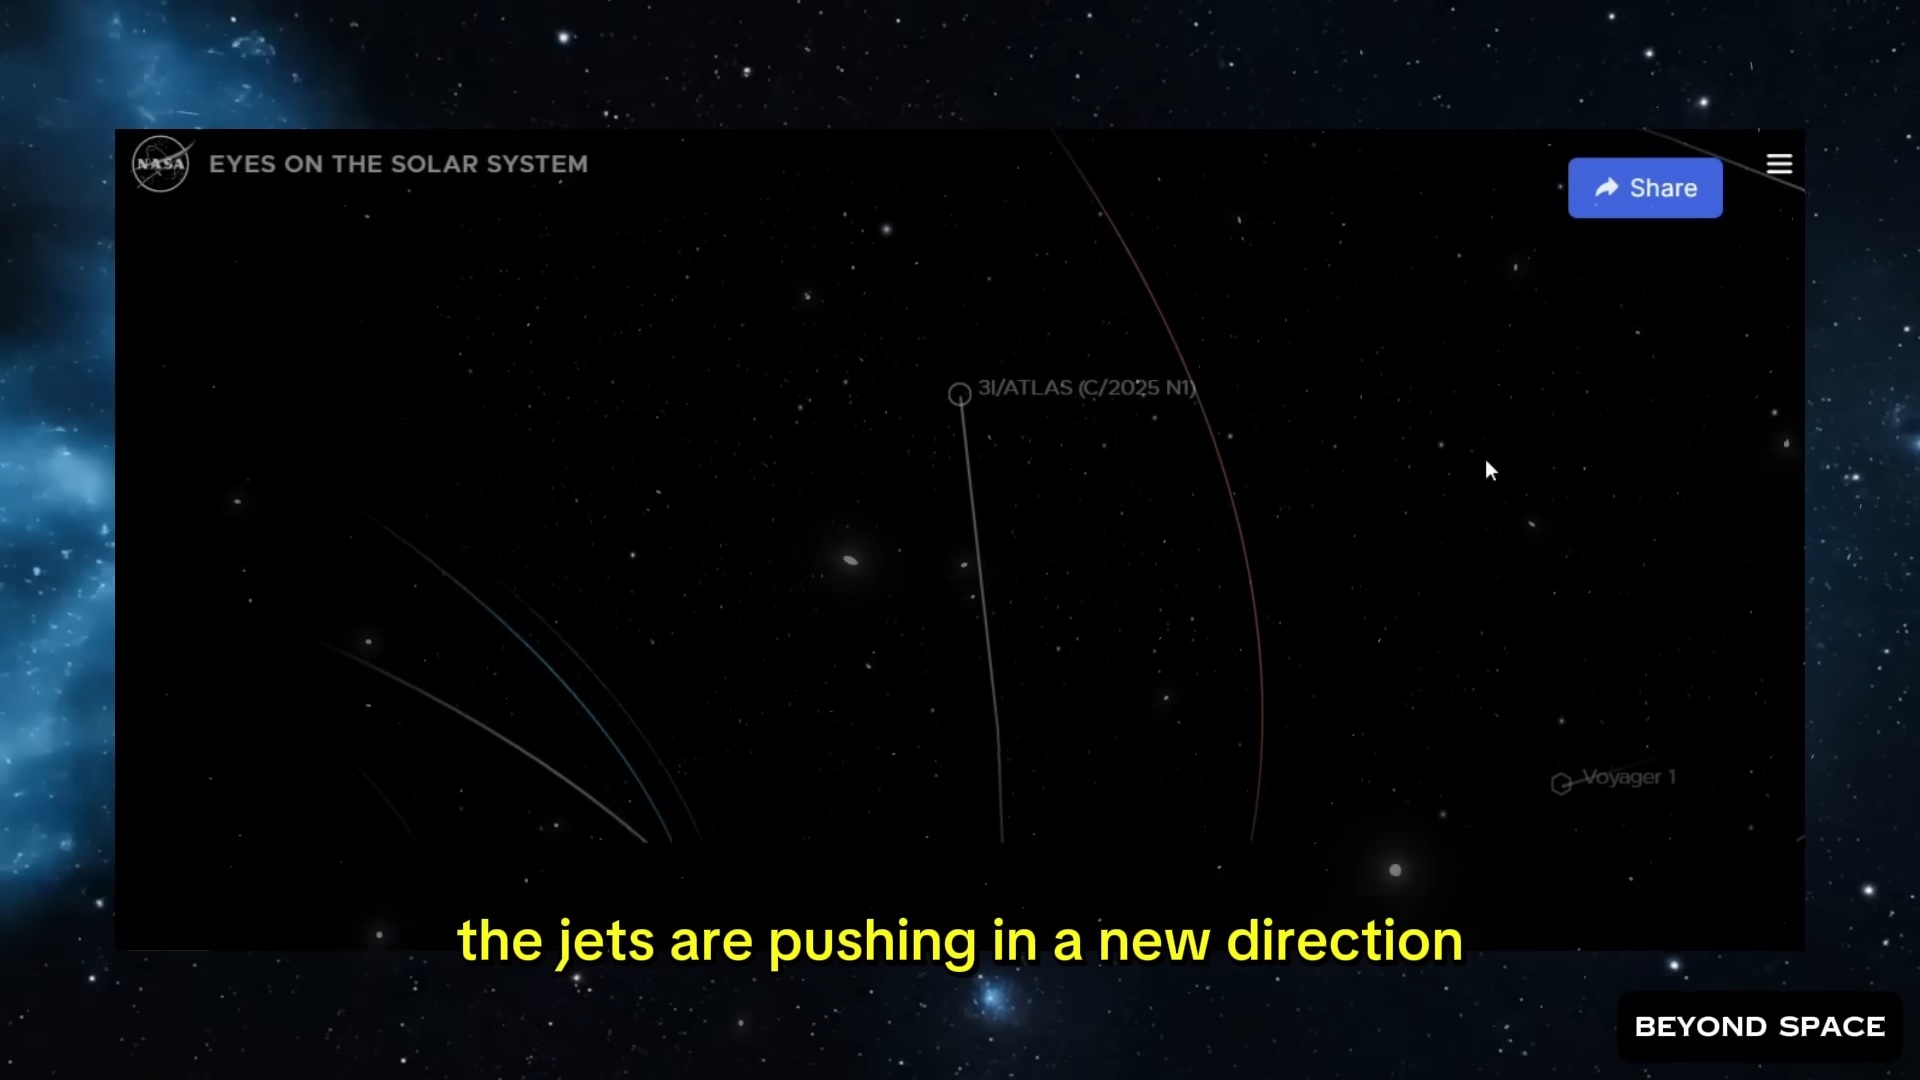 NASA
EYES ON THE SOLAR SYSTEM
Share
3I/ATLAS (C/2025 N1)
Voyager 1
the jets are pushing in a new direction
BEYOND SPACE